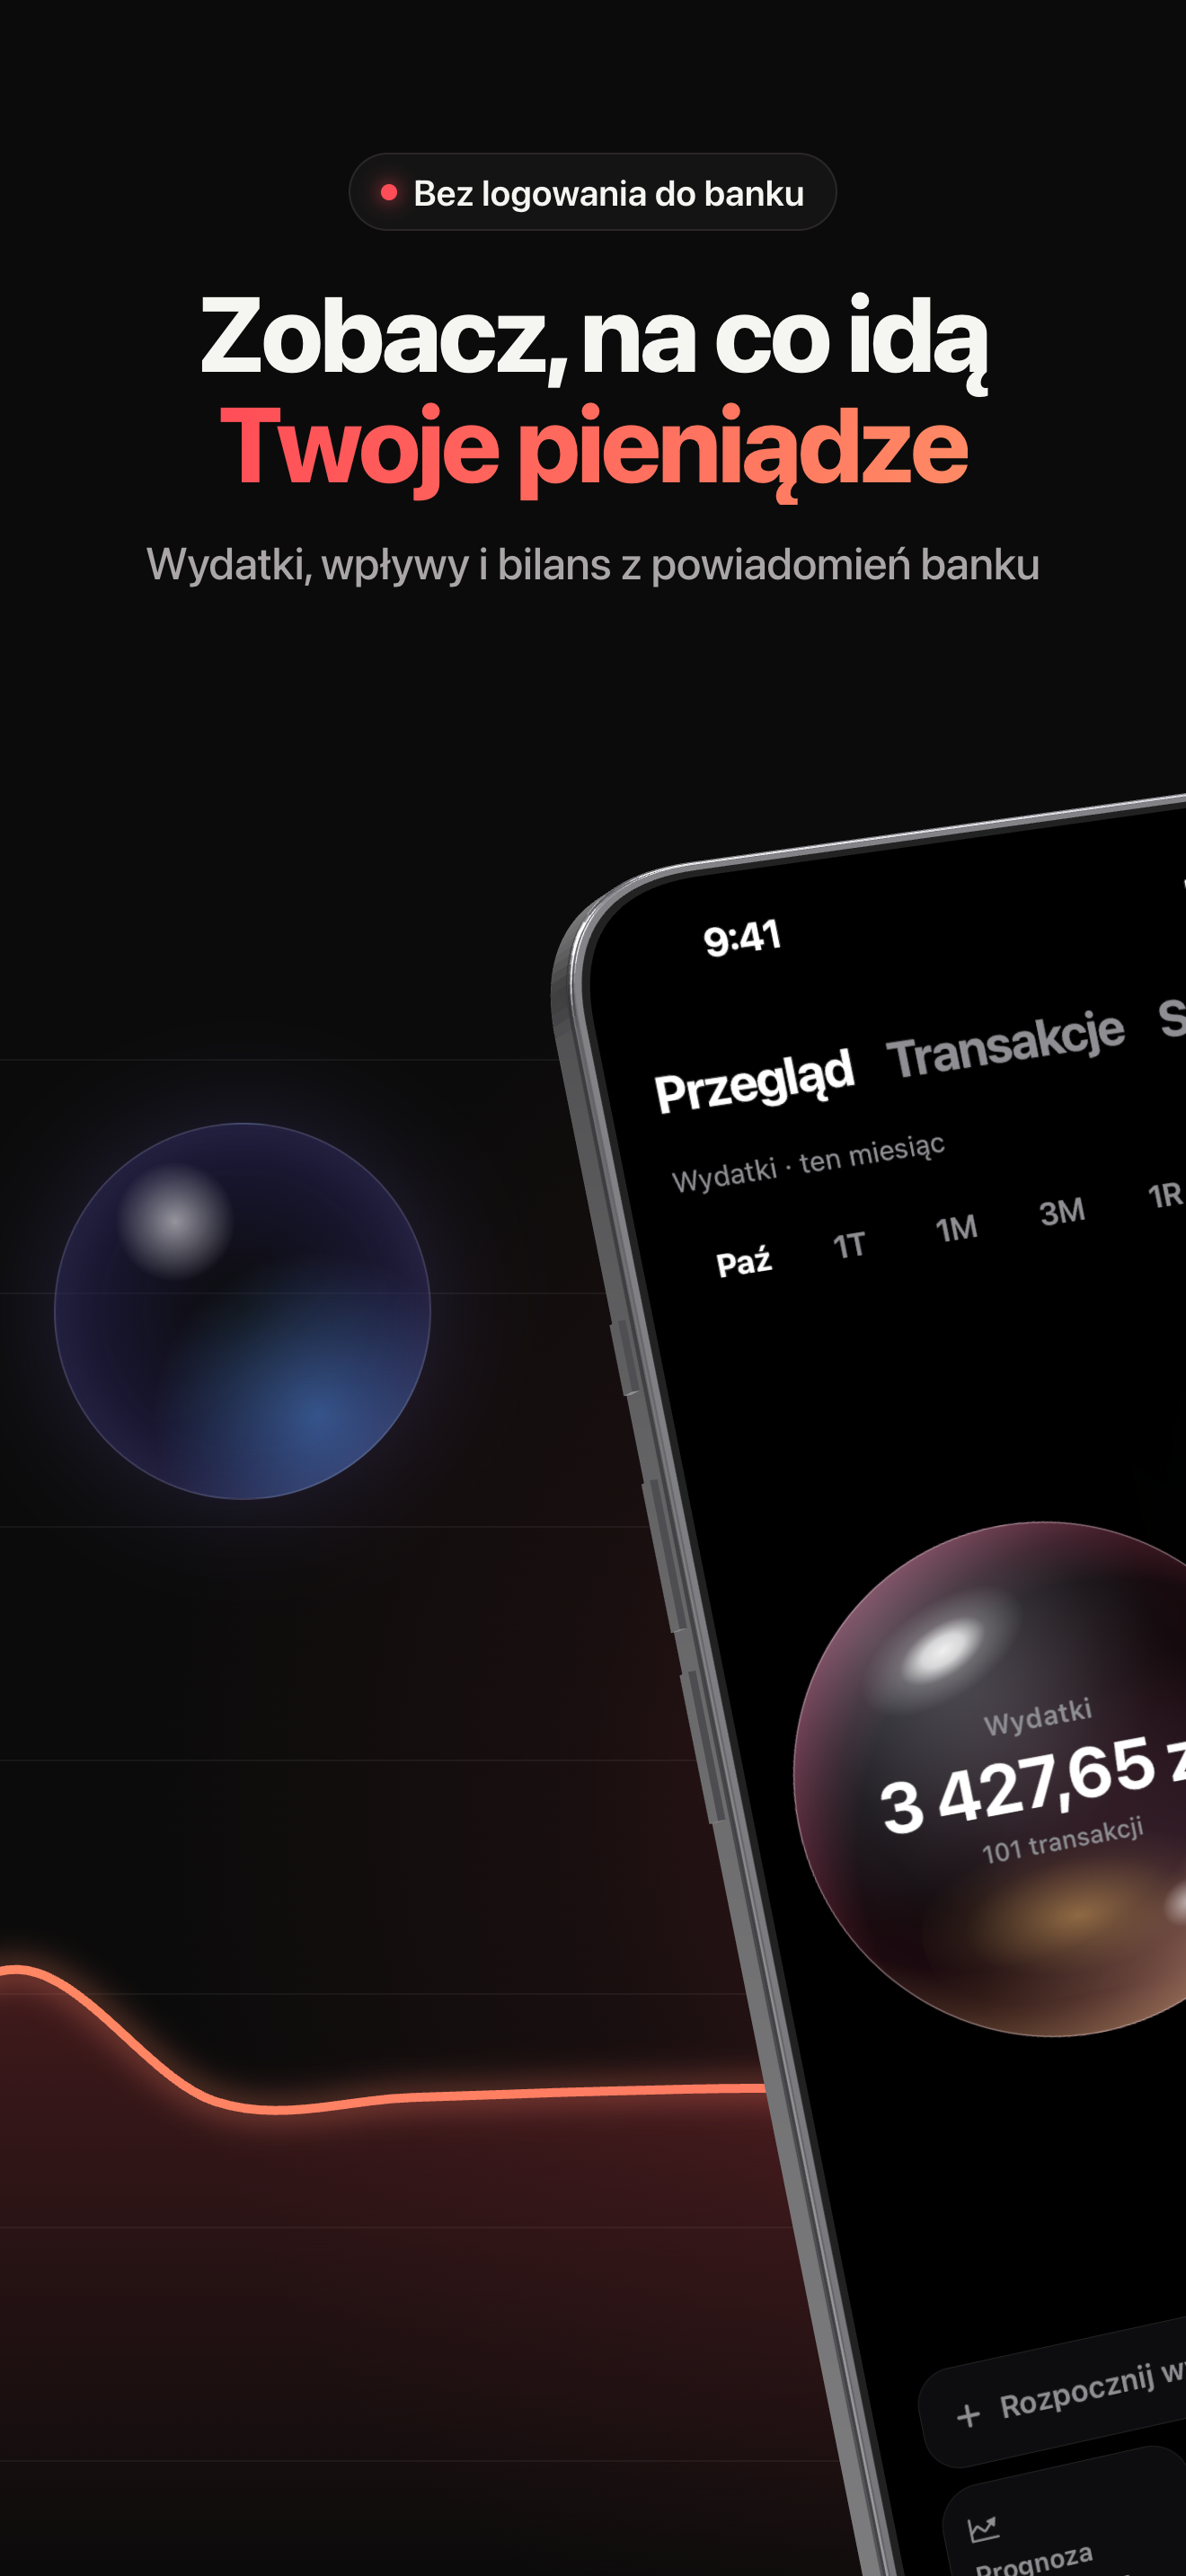 Bez logowania do banku
Zobacz, na co idą
Twoje pieniądze
Wydatki, wpływy i bilans z powiadomień banku
9:41
Przegląd Transakcje
Wydatki · ten miesiąc
Paź 1T 1M 3M 1R
Wydatki
3 427,65
101 transakcji
+ Rozpocznij
Prognoza